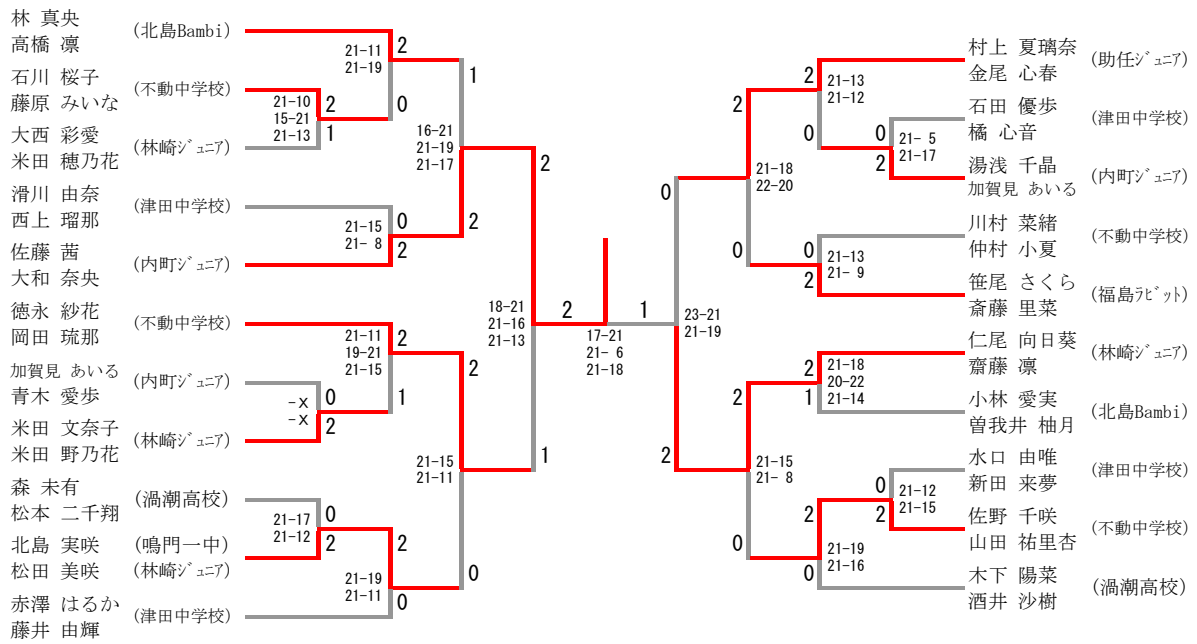 林 真央
高橋 凛
(北島Bambi)
石川 桜子
藤原 みいな
(不動中学校)
大西 彩愛
米田 穂乃花
(林崎ジュニア)
滑川 由奈
西上 瑠那
(津田中学校)
佐藤 茜
大和 奈央
(内町ジュニア)
徳永 紗花
岡田 琉那
(不動中学校)
加賀見 あいる
青木 愛歩
(内町ジュニア)
米田 文奈子
米田 野乃花
(林崎ジュニア)
森 未有
松本 二千翔
(渦潮高校)
北島 実咲 (鳴門一中)
松田 美咲 (林崎ジュニア)
赤澤 はるか
藤井 由輝
(津田中学校)
21-11
21-19
2
0
21-10
15-21
21-13
2
1
16-21
21-19
21-17
1
2
21-15
21- 8
0
2
21-11
19-21
21-15
2
1
-X
-X
0
2
21-15
21-11
2
0
21-17
21-12
0
2
21-19
21-11
2
0
18-21
21-16
21-13
2
1
2
17-21
21- 6
21-18
1
23-21
21-19
0
2
21-18
22-20
2
0
21-13
21-12
2
0
21- 5
21-17
0
2
21-13
21- 9
0
2
21-15
21- 8
2
0
21-18
20-22
21-14
2
1
21-12
21-15
0
2
21-19
21-16
2
0
村上 夏璃奈
金尾 心春
(助任ジュニア)
石田 優歩
橘 心音
(津田中学校)
湯浅 千晶
加賀見 あいる
(内町ジュニア)
川村 菜緒
仲村 小夏
(不動中学校)
笹尾 さくら
斎藤 里菜
(福島ラビット)
仁尾 向日葵
齋藤 凛
(林崎ジュニア)
小林 愛実
曽我井 柚月
(北島Bambi)
水口 由唯
新田 来夢
(津田中学校)
佐野 千咲
山田 祐里杏
(不動中学校)
木下 陽菜
酒井 沙樹
(渦潮高校)